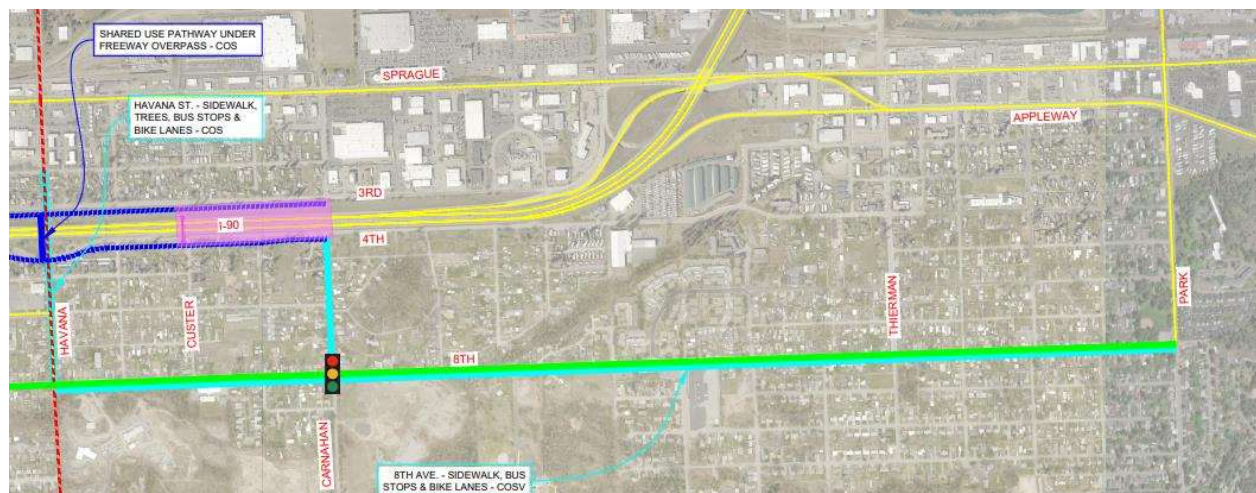 SHARED USE PATHWAY UNDER
FREEWAY OVERPASS - COS
SPRAGUE
HAVANA ST. - SIDEWALK,
TREES, BUS STOPS &
BIKE LANES - COS
APPLEWAY
3RD
I-90
4TH
HAVANA
CUSTER
THIERMAN
PARK
8TH
CARNAHAN
8TH AVE. - SIDEWALK, BUS
STOPS & BIKE LANES - COSV